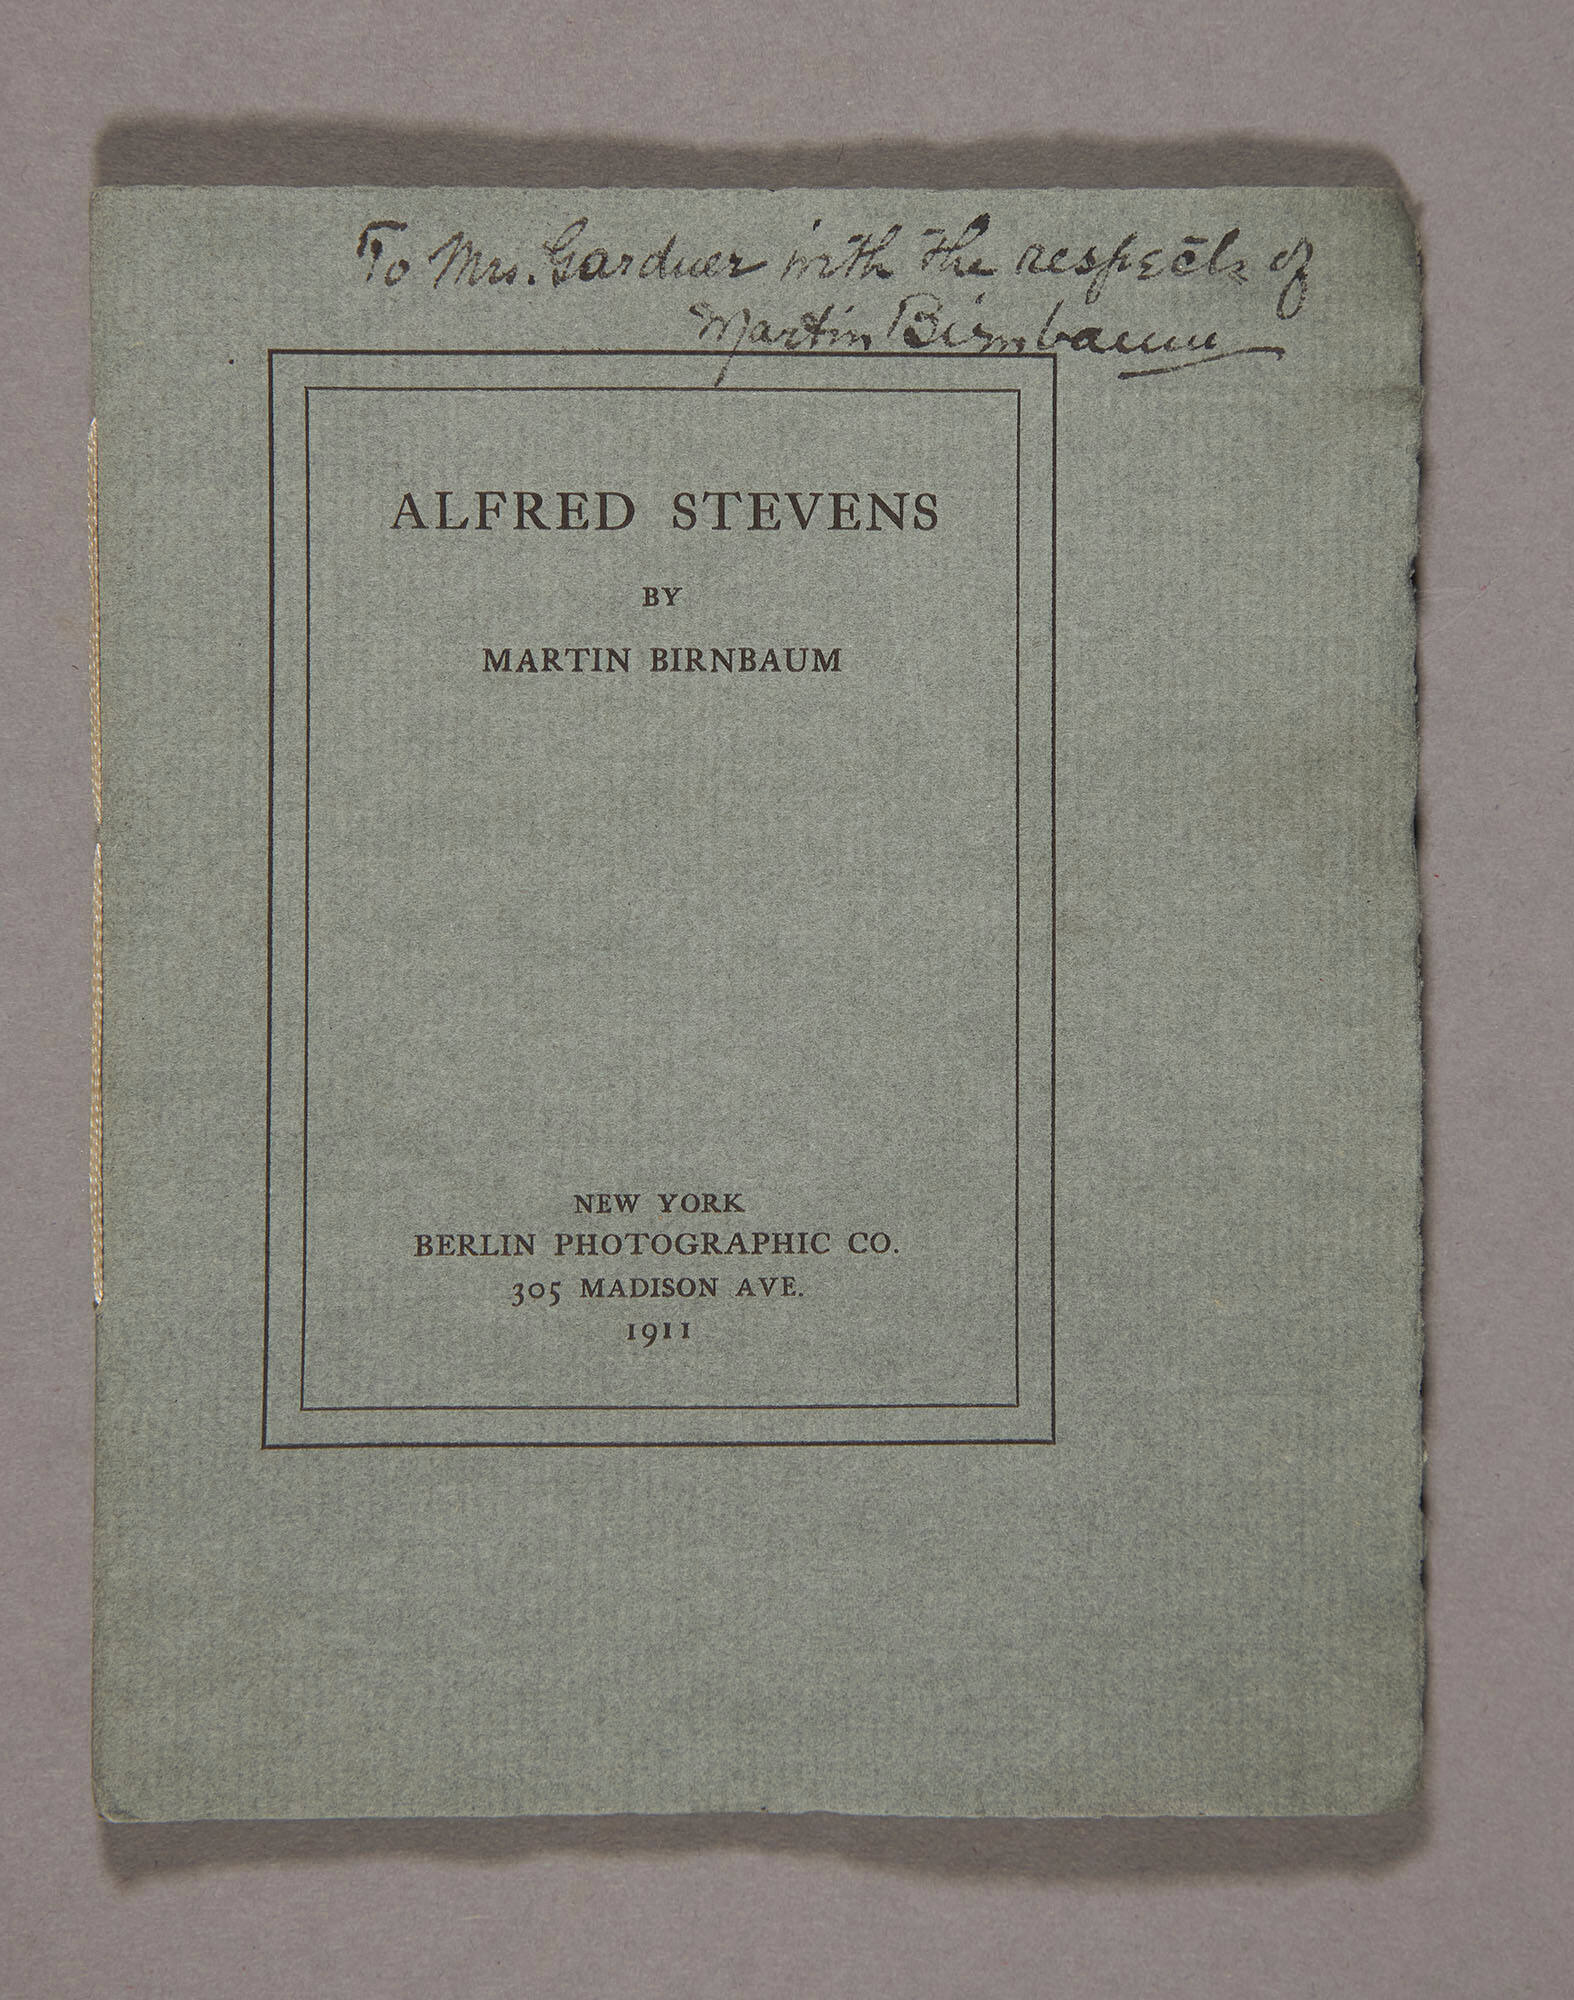 To Mrs. Gardner with the respects of
Martin Birnbaum
ALFRED STEVENS
BY
MARTIN BIRNBAUM
NEW YORK
BERLIN PHOTOGRAPHIC CO.
305 MADISON AVE.
1911